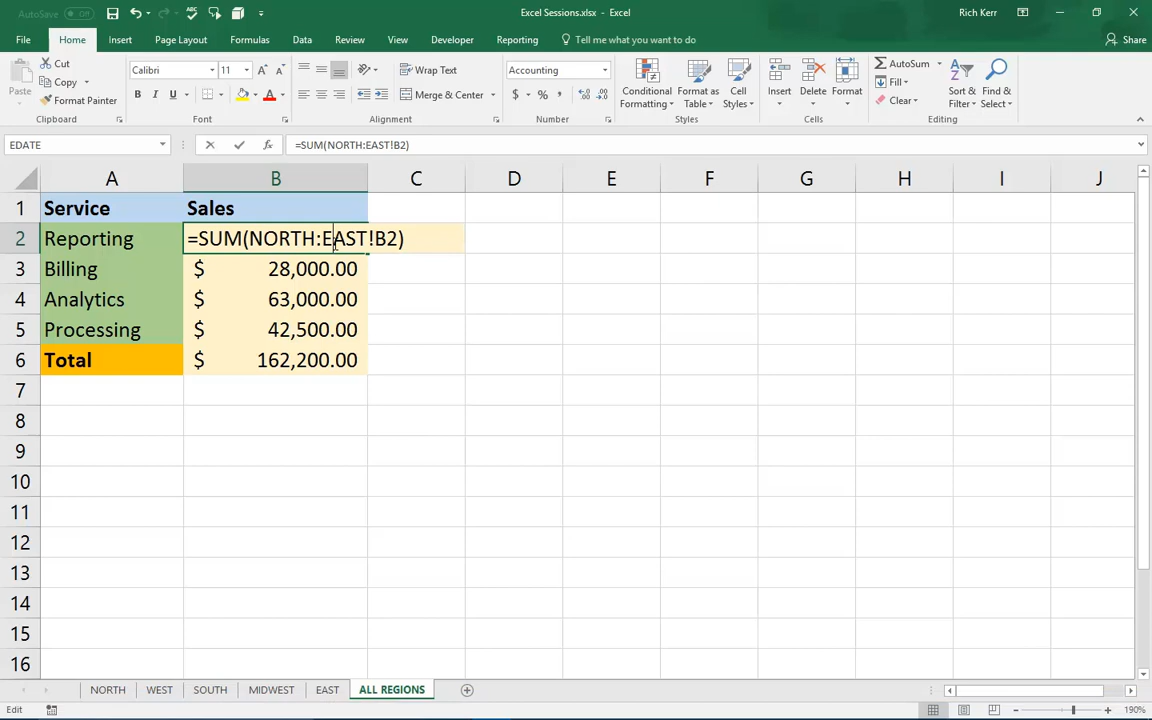 AutoSave Off Excel Sessions.xlsx - Excel Rich Kerr
File Home Insert Page Layout Formulas Data Review View Developer Reporting Tell me what you want to do Share
Paste Cut Copy Format Painter Clipboard
Calibri 11 A A B I U A Font
Wrap Text Merge & Center Alignment
Accounting $ % , Number
Conditional Formatting Format as Table Cell Styles Styles
Insert Delete Format Cells
AutoSum Fill Clear Sort & Filter Find & Select Editing
EDATE fx =SUM(NORTH:EAST!B2)
A B C D E F G H I J
1 Service Sales
2 Reporting =SUM(NORTH:EAST!B2)
3 Billing $ 28,000.00
4 Analytics $ 63,000.00
5 Processing $ 42,500.00
6 Total $ 162,200.00
7
8
9
10
11
12
13
14
15
16
NORTH WEST SOUTH MIDWEST EAST ALL REGIONS
Edit 190%